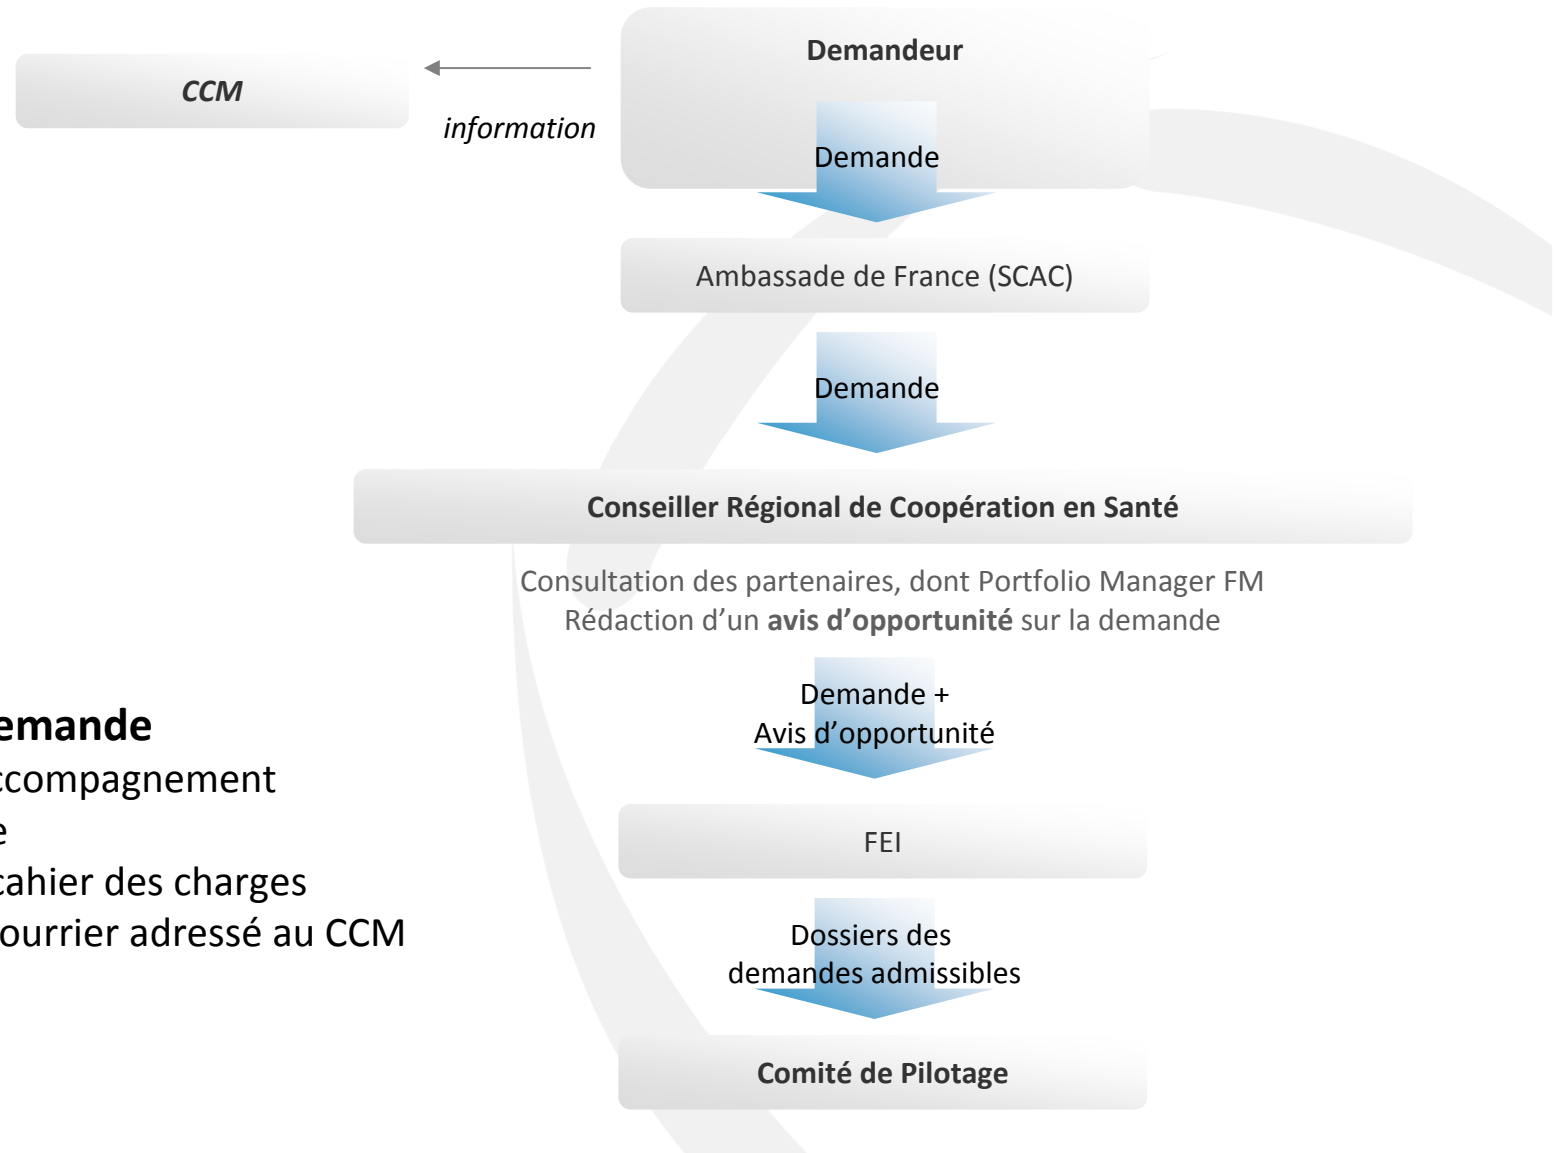 Demandeur
CCM
information
Demande
Ambassade de France (SCAC)
Demande
Conseiller Régional de Coopération en Santé
Consultation des partenaires, dont Portfolio Manager FM
Rédaction d’un avis d’opportunité sur la demande
Demande +
Avis d’opportunité
emande
ccompagnement
e
cahier des charges
ourrier adressé au CCM
FEI
Dossiers des
demandes admissibles
Comité de Pilotage